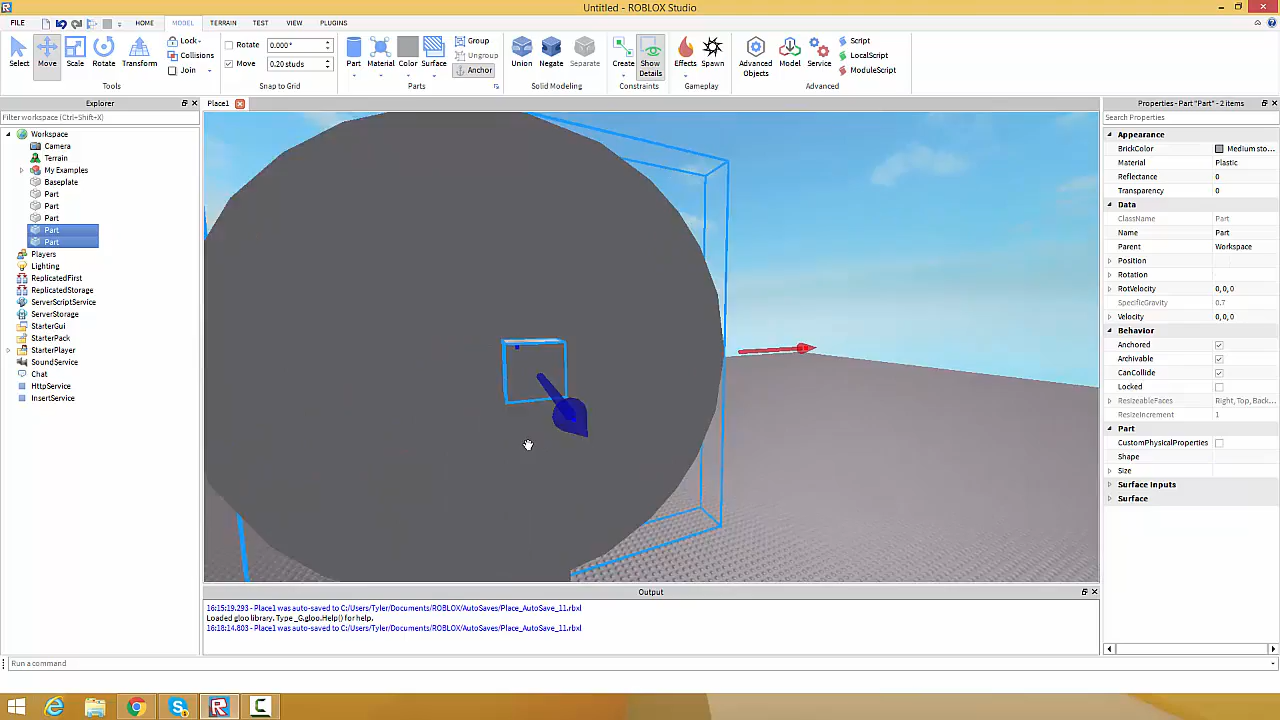 Untitled - ROBLOX Studio
FILE HOME MODEL TERRAIN TEST VIEW PLUGINS
Select Move Scale Rotate Transform
Lock
Collisions
Join
Tools
Rotate 0.000°
Move 0.20 studs
Snap to Grid
Part Material Color Surface
Group
Ungroup
Anchor
Parts
Union Negate Separate
Solid Modeling
Create Show Details
Constraints
Effects Spawn
Gameplay
Advanced Objects Model Service
Script
LocalScript
ModuleScript
Advanced
Explorer
Filter workspace (Ctrl+Shift+X)
Workspace
Camera
Terrain
My Examples
Baseplate
Part
Part
Part
Part
Part
Players
Lighting
ReplicatedFirst
ReplicatedStorage
ServerScriptService
ServerStorage
StarterGui
StarterPack
StarterPlayer
SoundService
Chat
HttpService
InsertService
Place1
Output
16:15:19.293 - Place1 was auto-saved to C:/Users/Tyler/Documents/ROBLOX/AutoSaves/Place_AutoSave_11.rbxl
Loaded gloo library. Type _G.gloo.Help() for help.
16:18:14.803 - Place1 was auto-saved to C:/Users/Tyler/Documents/ROBLOX/AutoSaves/Place_AutoSave_11.rbxl
Properties - Part "Part" - 2 items
Search Properties
Appearance
BrickColor Medium sto...
Material Plastic
Reflectance 0
Transparency 0
Data
ClassName Part
Name Part
Parent Workspace
Position
Rotation
RotVelocity 0,0,0
SpecificGravity 0.7
Velocity 0,0,0
Behavior
Anchored
Archivable
CanCollide
Locked
ResizeableFaces Right, Top, Back...
ResizeIncrement 1
Part
CustomPhysicalProperties
Shape
Size
Surface Inputs
Surface
Run a command